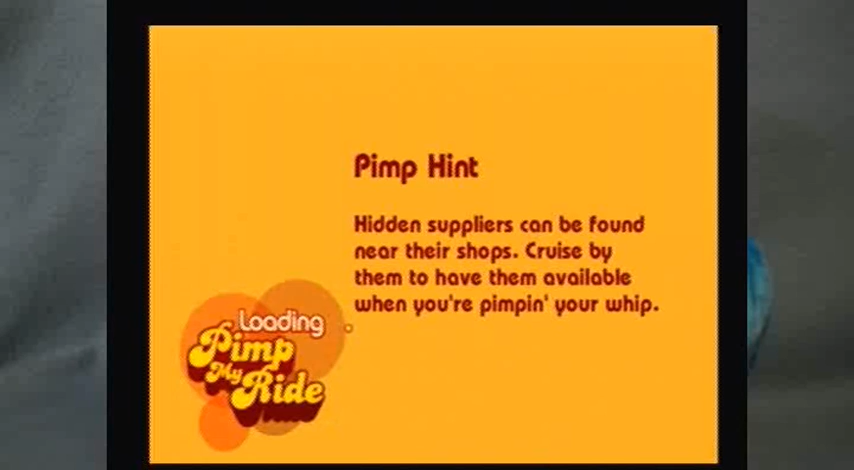 Pimp Hint
Hidden suppliers can be found
near their shops. Cruise by
them to have them available
when you're pimpin' your whip.
Loading
Pimp
My
Ride